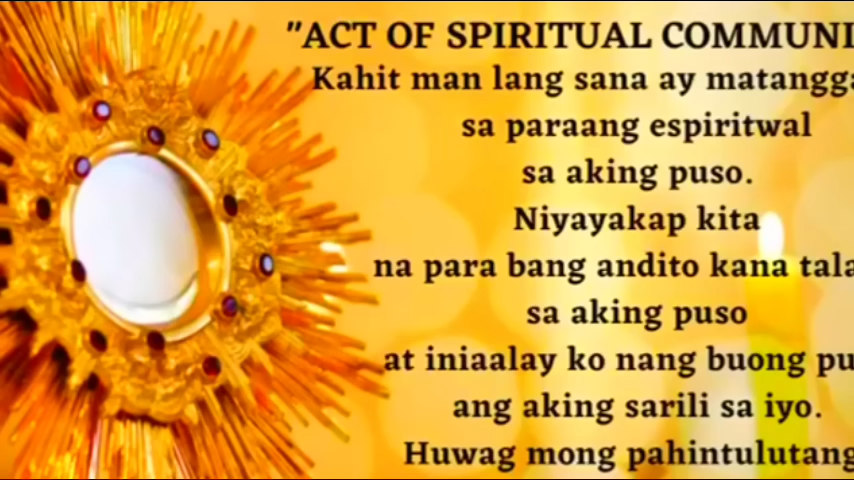 "ACT OF SPIRITUAL COMMUNI
Kahit man lang sana ay matangga
sa paraang espiritwal
sa aking puso.
Niyayakap kita
na para bang andito kana tala
sa aking puso
at iniaalay ko nang buong pu
ang aking sarili sa iyo.
Huwag mong pahintulutang